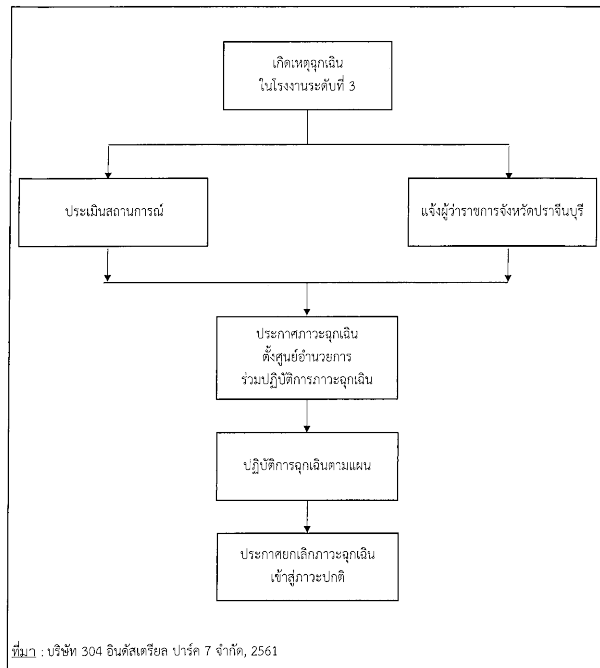 เกิดเหตุฉุกเฉิน
ในโรงงานระดับที่ 3
ประเมินสถานการณ์
แจ้งผู้ว่าราชการจังหวัดปราจีนบุรี
ประกาศภาวะฉุกเฉิน
ตั้งศูนย์อำนวยการ
ร่วมปฏิบัติการภาวะฉุกเฉิน
ปฏิบัติการฉุกเฉินตามแผน
ประกาศยกเลิกภาวะฉุกเฉิน
เข้าสู่ภาวะปกติ
ที่มา : บริษัท 304 อินดัสเตรียล ปาร์ค 7 จำกัด, 2561